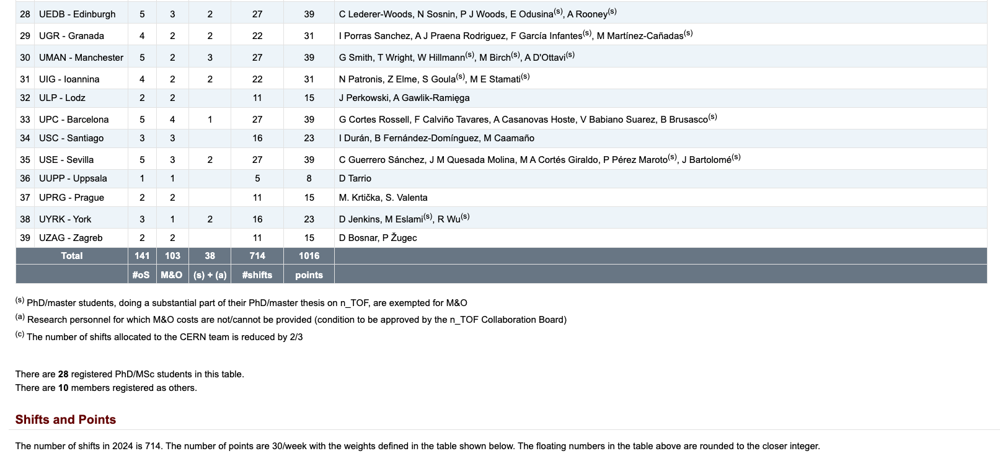 28 UEDB - Edinburgh 5 3 2 27 39 C Lederer-Woods, N Sosnin, P J Woods, E Odusina(s), A Rooney(s)
29 UGR - Granada 4 2 2 22 31 I Porras Sanchez, A J Praena Rodriguez, F García Infantes(s), M Martínez-Cañadas(s)
30 UMAN - Manchester 5 2 3 27 39 G Smith, T Wright, W Hillmann(s), M Birch(s), A D'Ottavi(s)
31 UIG - Ioannina 4 2 2 22 31 N Patronis, Z Elme, S Goula(s), M E Stamati(s)
32 ULP - Lodz 2 2 11 15 J Perkowski, A Gawlik-Ramięga
33 UPC - Barcelona 5 4 1 27 39 G Cortes Rossell, F Calviño Tavares, A Casanovas Hoste, V Babiano Suarez, B Brusasco(s)
34 USC - Santiago 3 3 16 23 I Durán, B Fernández-Domínguez, M Caamaño
35 USE - Sevilla 5 3 2 27 39 C Guerrero Sánchez, J M Quesada Molina, M A Cortés Giraldo, P Pérez Maroto(s), J Bartolomé(s)
36 UUPP - Uppsala 1 1 5 8 D Tarrio
37 UPRG - Prague 2 2 11 15 M. Krtička, S. Valenta
38 UYRK - York 3 1 2 16 23 D Jenkins, M Eslami(s), R Wu(s)
39 UZAG - Zagreb 2 2 11 15 D Bosnar, P Žugec
Total 141 103 38 714 1016
#oS M&O (s) + (a) #shifts points
(s) PhD/master students, doing a substantial part of their PhD/master thesis on n_TOF, are exempted for M&O
(a) Research personnel for which M&O costs are not/cannot be provided (condition to be approved by the n_TOF Collaboration Board)
(c) The number of shifts allocated to the CERN team is reduced by 2/3
There are 28 registered PhD/MSc students in this table.
There are 10 members registered as others.
Shifts and Points
The number of shifts in 2024 is 714. The number of points are 30/week with the weights defined in the table shown below. The floating numbers in the table above are rounded to the closer integer.